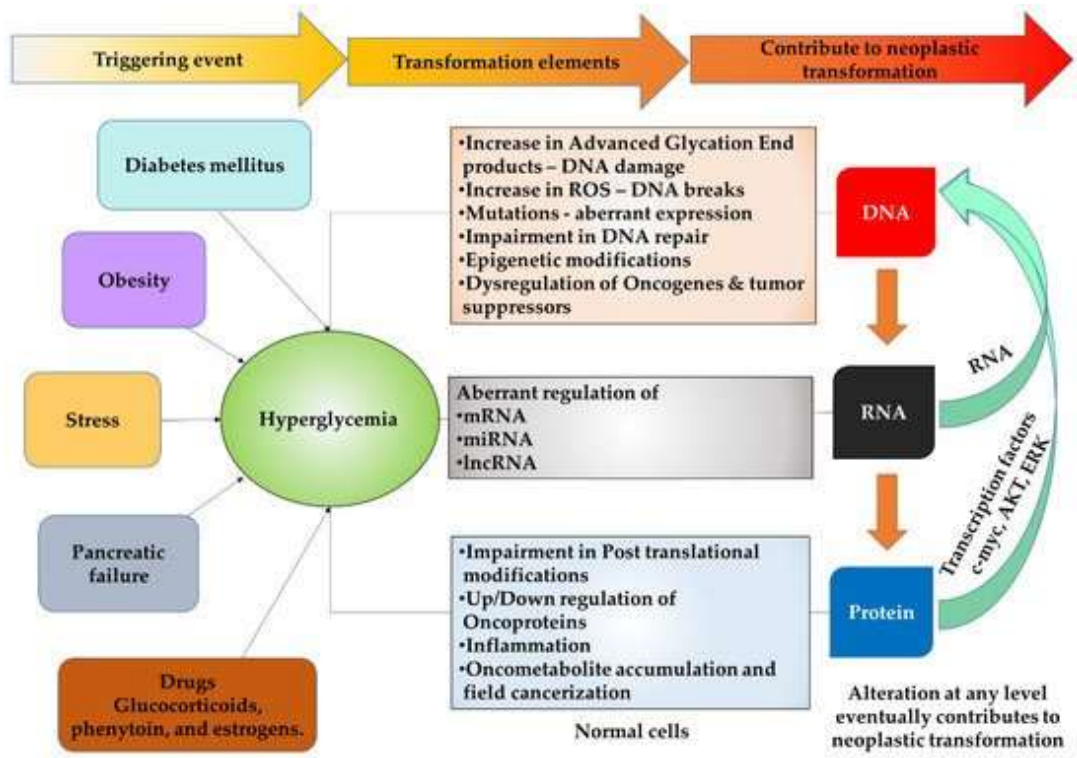 Triggering event
Transformation elements
Contribute to neoplastic
transformation
Diabetes mellitus
Obesity
Stress
Pancreatic
failure
Drugs
Glucocorticoids,
phenytoin, and estrogens.
Hyperglycemia
•Increase in Advanced Glycation End
products – DNA damage
•Increase in ROS – DNA breaks
•Mutations - aberrant expression
•Impairment in DNA repair
•Epigenetic modifications
•Dysregulation of Oncogenes & tumor
suppressors
Aberrant regulation of
•mRNA
•miRNA
•lncRNA
•Impairment in Post translational
modifications
•Up/Down regulation of
Oncoproteins
•Inflammation
•Oncometabolite accumulation and
field cancerization
Normal cells
DNA
RNA
Protein
RNA
Transcription factors
c-myc, AKT, ERK
Alteration at any level
eventually contributes to
neoplastic transformation